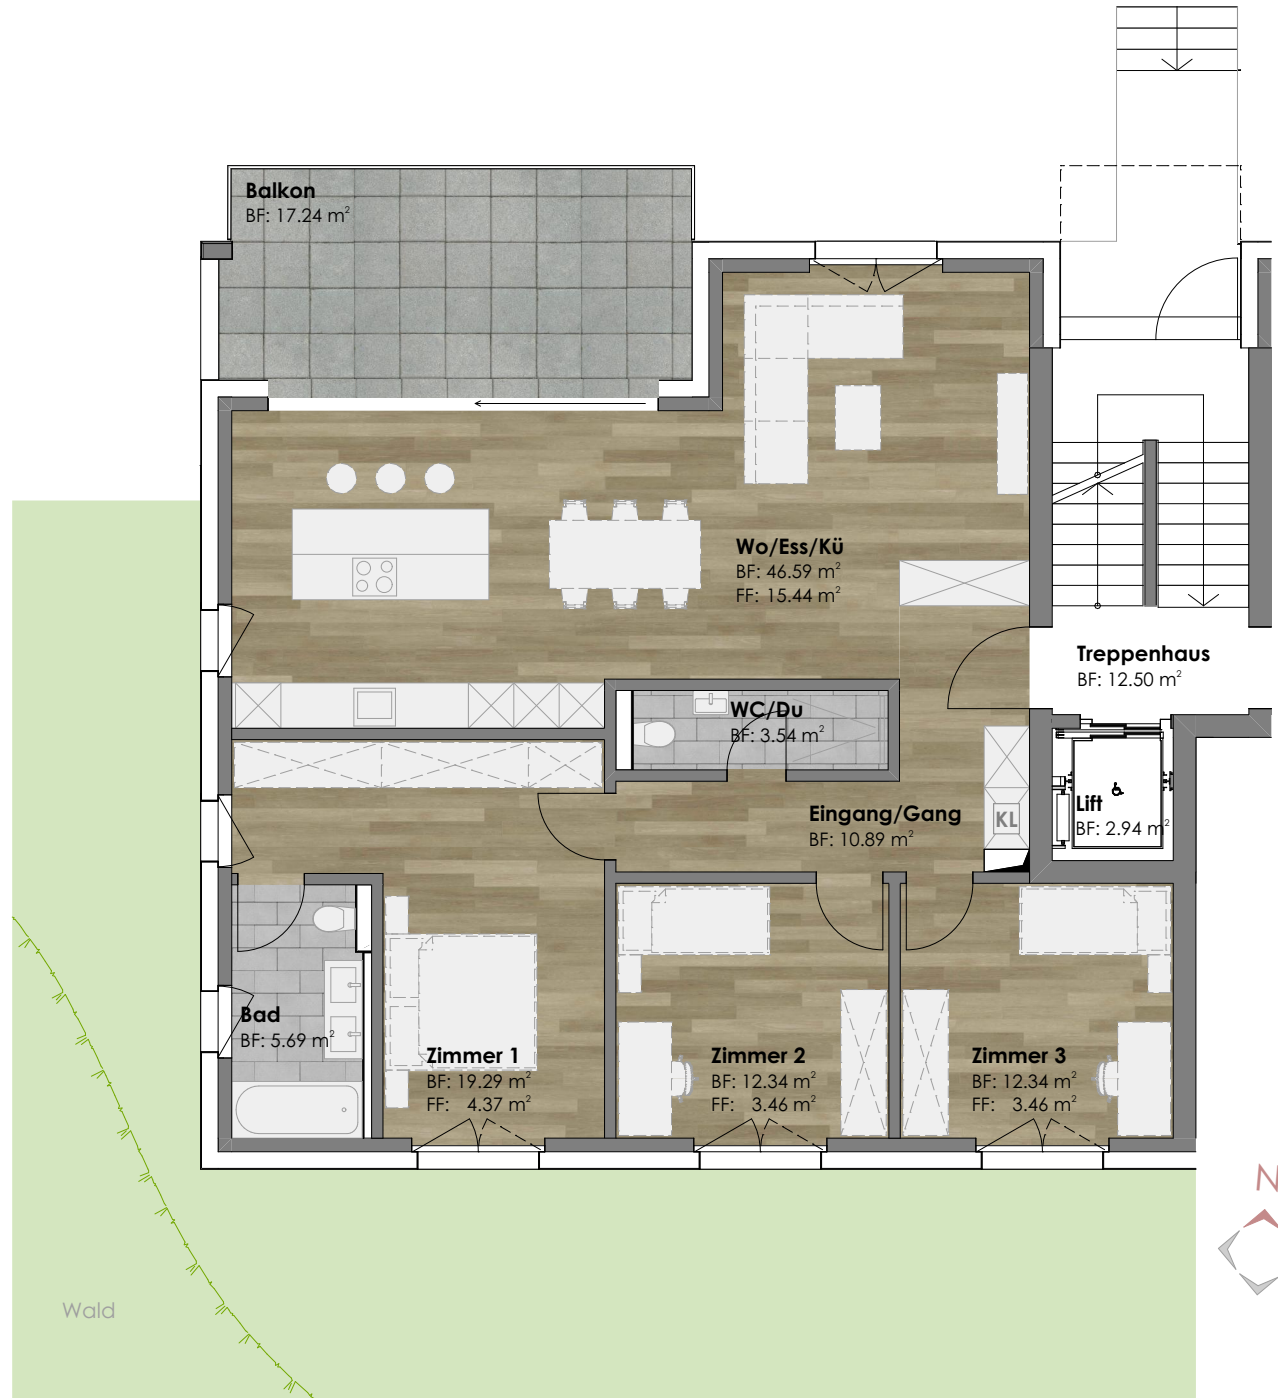 Balkon
BF: 17.24 m²
Wo/Ess/Kü
BF: 46.59 m²
FF: 15.44 m²
Treppenhaus
BF: 12.50 m²
WC/Du
BF: 3.54 m²
Eingang/Gang
BF: 10.89 m²
KL
Lift
BF: 2.94 m²
Bad
BF: 5.69 m²
Zimmer 1
BF: 19.29 m²
FF: 4.37 m²
Zimmer 2
BF: 12.34 m²
FF: 3.46 m²
Zimmer 3
BF: 12.34 m²
FF: 3.46 m²
N
Wald